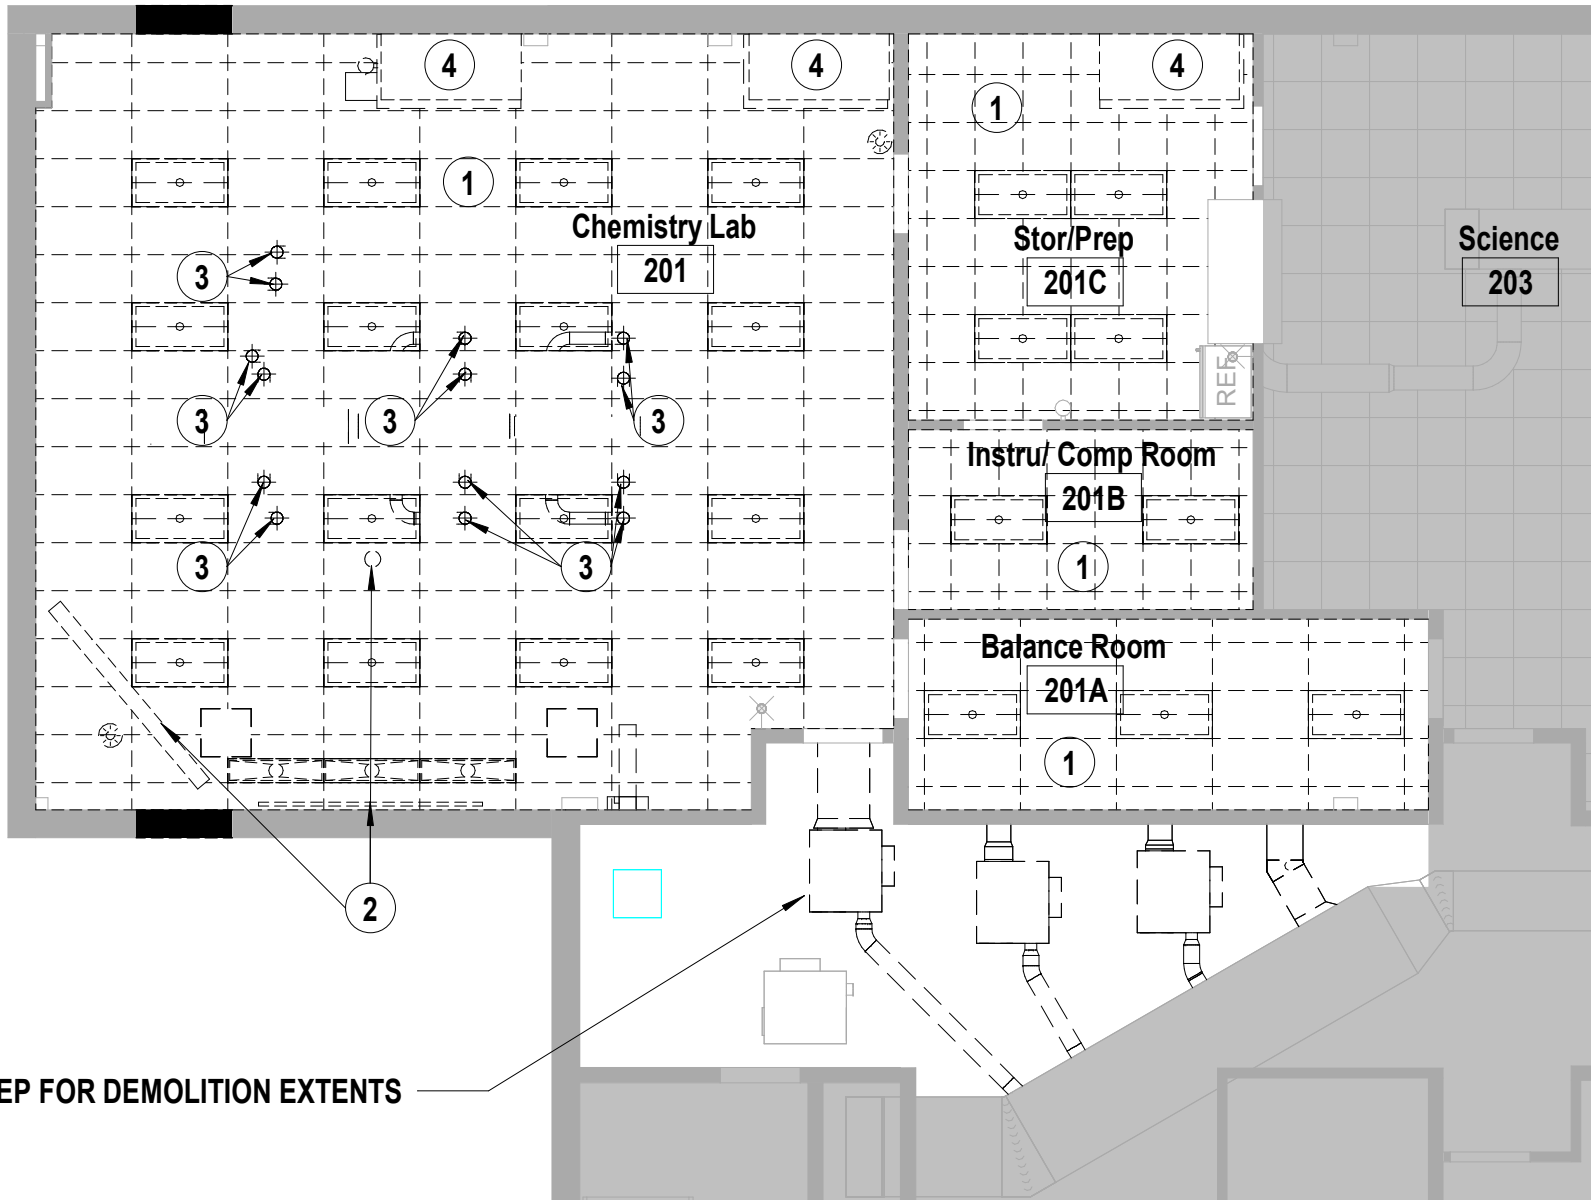 4
4
4
1
1
Chemistry Lab
201
Stor/Prep
201C
Science
203
3
REF
3
3
3
Instru/ Comp Room
201B
3
3
1
Balance Room
201A
1
2
EP FOR DEMOLITION EXTENTS